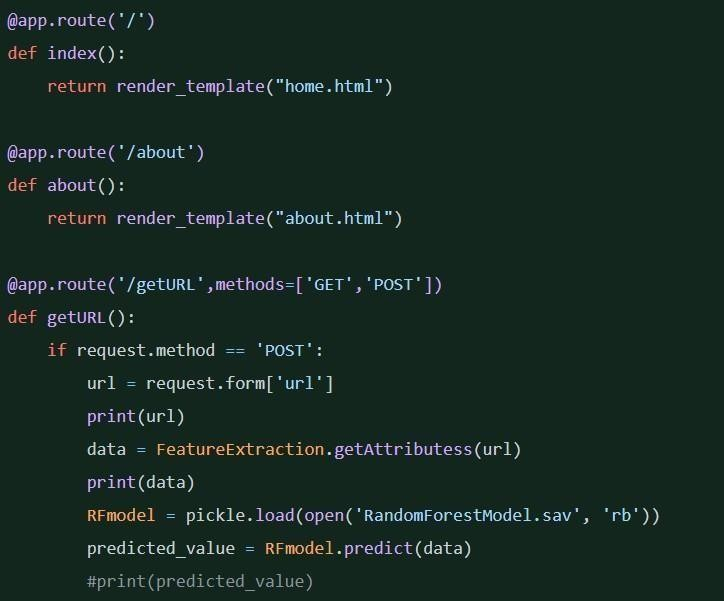 @app.route('/')
def index():
    return render_template("home.html")

@app.route('/about')
def about():
    return render_template("about.html")

@app.route('/getURL',methods=['GET','POST'])
def getURL():
    if request.method == 'POST':
        url = request.form['url']
        print(url)
        data = FeatureExtraction.getAttributess(url)
        print(data)
        RFmodel = pickle.load(open('RandomForestModel.sav', 'rb'))
        predicted_value = RFmodel.predict(data)
        #print(predicted_value)